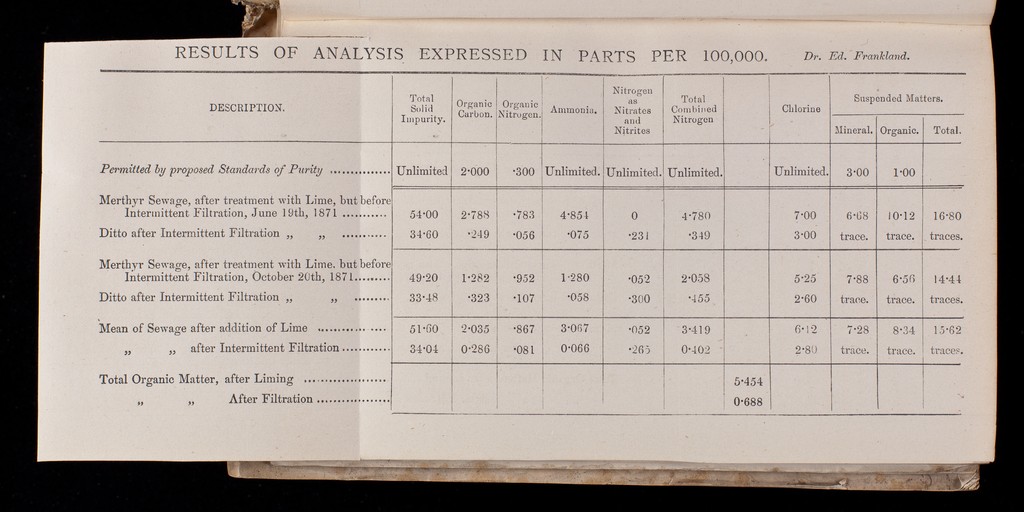 RESULTS OF ANALYSIS EXPRESSED IN PARTS PER 100,000. Dr. Ed. Frankland.
DESCRIPTION. Total Solid Impurity. Organic Carbon. Organic Nitrogen. Ammonia. Nitrogen as Nitrates and Nitrites Total Combined Nitrogen Chlorine Suspended Matters.
Mineral. Organic. Total.
Permitted by proposed Standards of Purity ............... Unlimited 2·000 ·300 Unlimited. Unlimited. Unlimited. Unlimited. 3·00 1·00
Merthyr Sewage, after treatment with Lime, but before
Intermittent Filtration, June 19th, 1871 ........... 54·00 2·788 ·783 4·854 0 4·780 7·00 6·68 10·12 16·80
Ditto after Intermittent Filtration „ „ ........... 34·60 ·249 ·056 ·075 ·231 ·349 3·00 trace. trace. traces.
Merthyr Sewage, after treatment with Lime. but before
Intermittent Filtration, October 20th, 1871......... 49·20 1·282 ·952 1·280 ·052 2·058 5·25 7·88 6·56 14·44
Ditto after Intermittent Filtration „ „ ......... 33·48 ·323 ·107 ·058 ·300 ·455 2·60 trace. trace. traces.
Mean of Sewage after addition of Lime ................ 51·60 2·035 ·867 3·067 ·052 3·419 6·12 7·28 8·34 15·62
„ „ after Intermittent Filtration ............ 34·04 0·286 ·081 0·066 ·265 0·402 2·80 trace. trace. traces.
Total Organic Matter, after Liming ..................... 5·454
„ „ After Filtration .................. 0·688